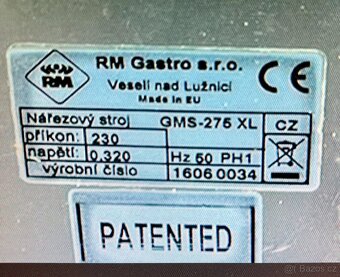 RM Gastro s.r.o.
RM
Veselí nad Lužnicí
Made in EU
Nářezový stroj GMS-275 XL CZ
příkon: 230
napětí: 0.320 Hz 50 PH1
výrobní číslo 1606 0034
PATENTED
Bazos.cz